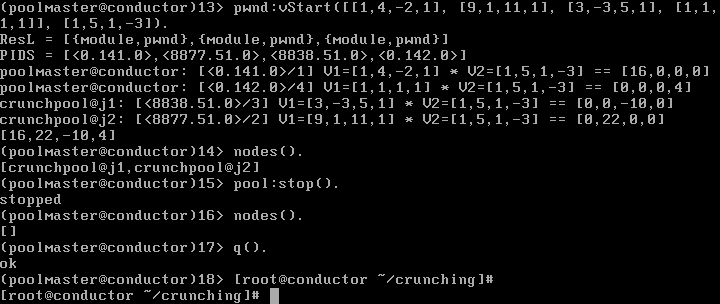 (poolmaster@conductor)13> pwnd:vStart([[1,4,-2,1], [9,1,11,1], [3,-3,5,1], [1,1,
1,1]], [1,5,1,-3]).
ResL = [{module,pwnd},{module,pwnd},{module,pwnd}]
PIDS = [<0.141.0>,<8877.51.0>,<8838.51.0>,<0.142.0>]
poolmaster@conductor: [<0.141.0>/1] V1=[1,4,-2,1] * V2=[1,5,1,-3] == [16,0,0,0]
poolmaster@conductor: [<0.142.0>/4] V1=[1,1,1,1] * V2=[1,5,1,-3] == [0,0,0,4]
crunchpool@j1: [<8838.51.0>/3] V1=[3,-3,5,1] * V2=[1,5,1,-3] == [0,0,-10,0]
crunchpool@j2: [<8877.51.0>/2] V1=[9,1,11,1] * V2=[1,5,1,-3] == [0,22,0,0]
[16,22,-10,4]
(poolmaster@conductor)14> nodes().
[crunchpool@j1,crunchpool@j2]
(poolmaster@conductor)15> pool:stop().
stopped
(poolmaster@conductor)16> nodes().
[]
(poolmaster@conductor)17> q().
ok
(poolmaster@conductor)18> [root@conductor ~/crunching]#
[root@conductor ~/crunching]#